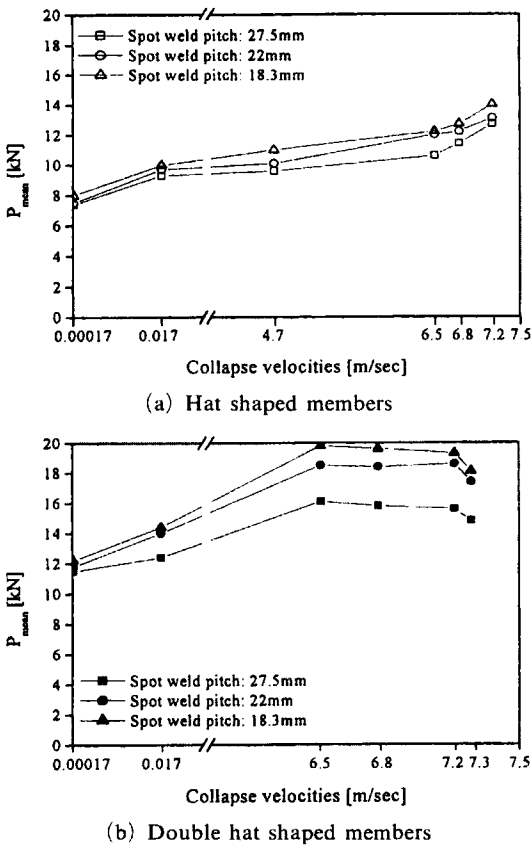 20
18
16
14
12
10
8
6
4
2
0
P_mean [kN]
Spot weld pitch: 27.5mm
Spot weld pitch: 22mm
Spot weld pitch: 18.3mm
0.00017 0.017 4.7 6.5 6.8 7.2 7.5
Collapse velocities [m/sec]
(a) Hat shaped members
20
18
16
14
12
10
8
6
4
2
0
P_mean [kN]
Spot weld pitch: 27.5mm
Spot weld pitch: 22mm
Spot weld pitch: 18.3mm
0.00017 0.017 6.5 6.8 7.2 7.3 7.5
Collapse velocities [m/sec]
(b) Double hat shaped members